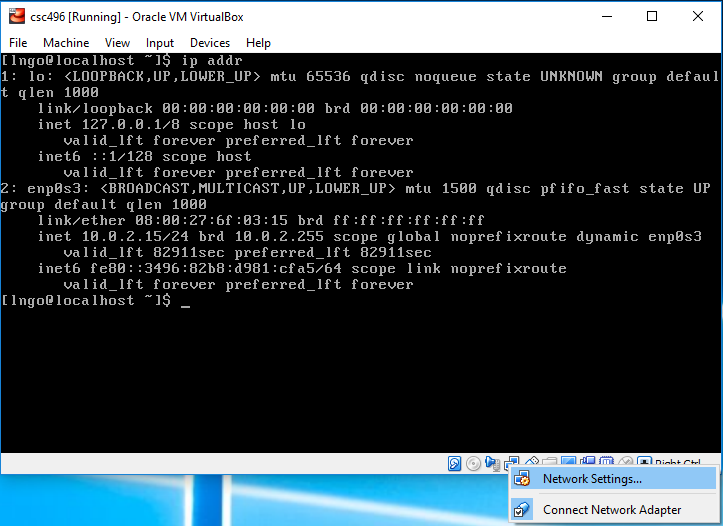 csc496 [Running] - Oracle VM VirtualBox
File Machine View Input Devices Help
[lngo@localhost ~]$ ip addr
1: lo: <LOOPBACK,UP,LOWER_UP> mtu 65536 qdisc noqueue state UNKNOWN group defaul
t qlen 1000
    link/loopback 00:00:00:00:00:00 brd 00:00:00:00:00:00
    inet 127.0.0.1/8 scope host lo
       valid_lft forever preferred_lft forever
    inet6 ::1/128 scope host
       valid_lft forever preferred_lft forever
2: enp0s3: <BROADCAST,MULTICAST,UP,LOWER_UP> mtu 1500 qdisc pfifo_fast state UP
group default qlen 1000
    link/ether 08:00:27:6f:03:15 brd ff:ff:ff:ff:ff:ff
    inet 10.0.2.15/24 brd 10.0.2.255 scope global noprefixroute dynamic enp0s3
       valid_lft 82911sec preferred_lft 82911sec
    inet6 fe80::3496:82b8:d981:cfa5/64 scope link noprefixroute
       valid_lft forever preferred_lft forever
[lngo@localhost ~]$ _
Right Ctrl
Network Settings...
Connect Network Adapter